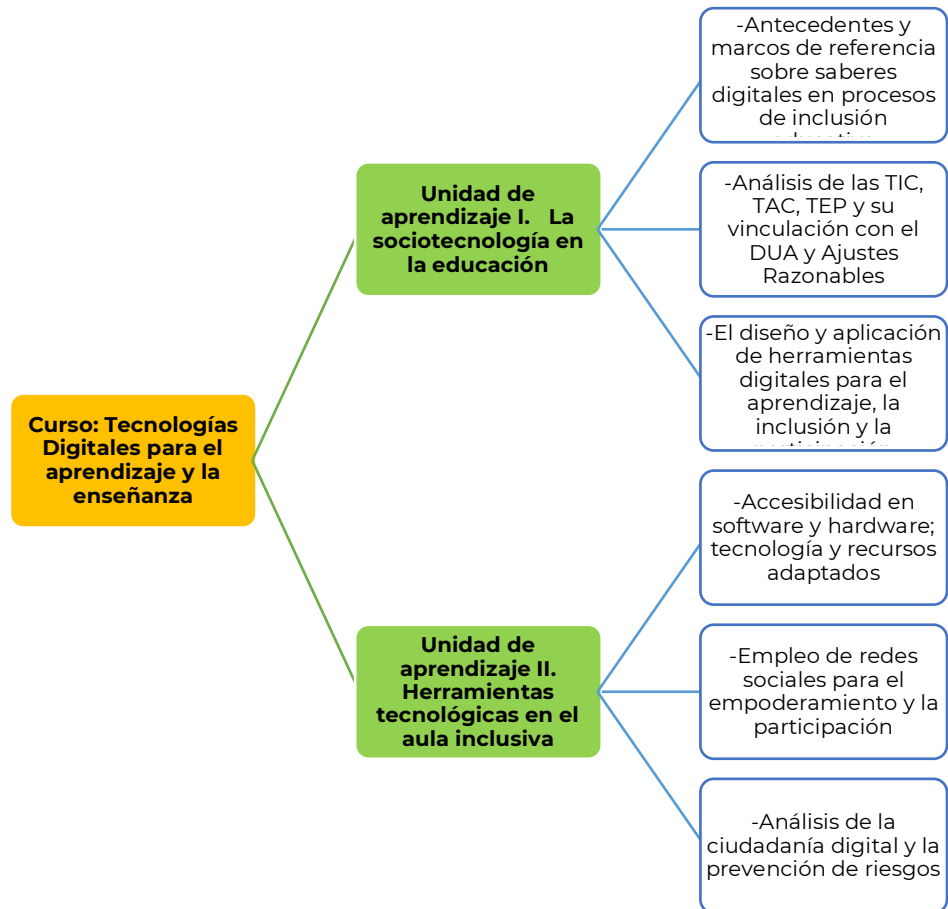 -Antecedentes y
marcos de referencia
sobre saberes
digitales en procesos
de inclusión
Unidad de
aprendizaje I. La
sociotecnología en
la educación
-Análisis de las TIC,
TAC, TEP y su
vinculación con el
DUA y Ajustes
Razonables
-El diseño y aplicación
de herramientas
digitales para el
aprendizaje, la
inclusión y la
Curso: Tecnologías
Digitales para el
aprendizaje y la
enseñanza
-Accesibilidad en
software y hardware;
tecnología y recursos
adaptados
Unidad de
aprendizaje II.
Herramientas
tecnológicas en el
aula inclusiva
-Empleo de redes
sociales para el
empoderamiento y la
participación
-Análisis de la
ciudadanía digital y la
prevención de riesgos